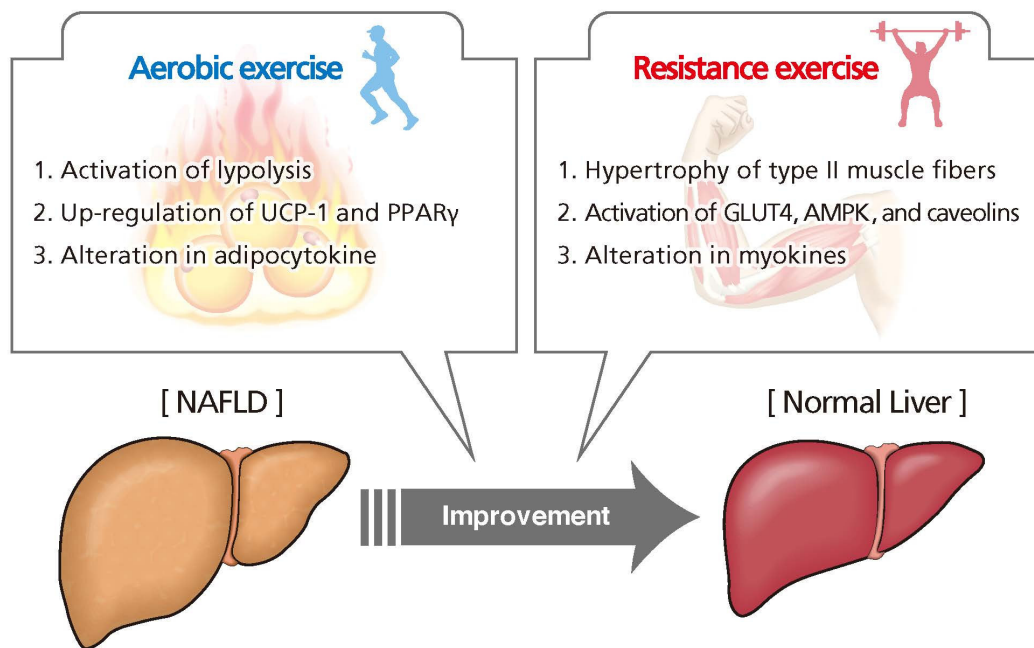 Aerobic exercise
1. Activation of lypolysis
2. Up-regulation of UCP-1 and PPARγ
3. Alteration in adipocytokine
Resistance exercise
1. Hypertrophy of type II muscle fibers
2. Activation of GLUT4, AMPK, and caveolins
3. Alteration in myokines
[ NAFLD ]
[ Normal Liver ]
Improvement